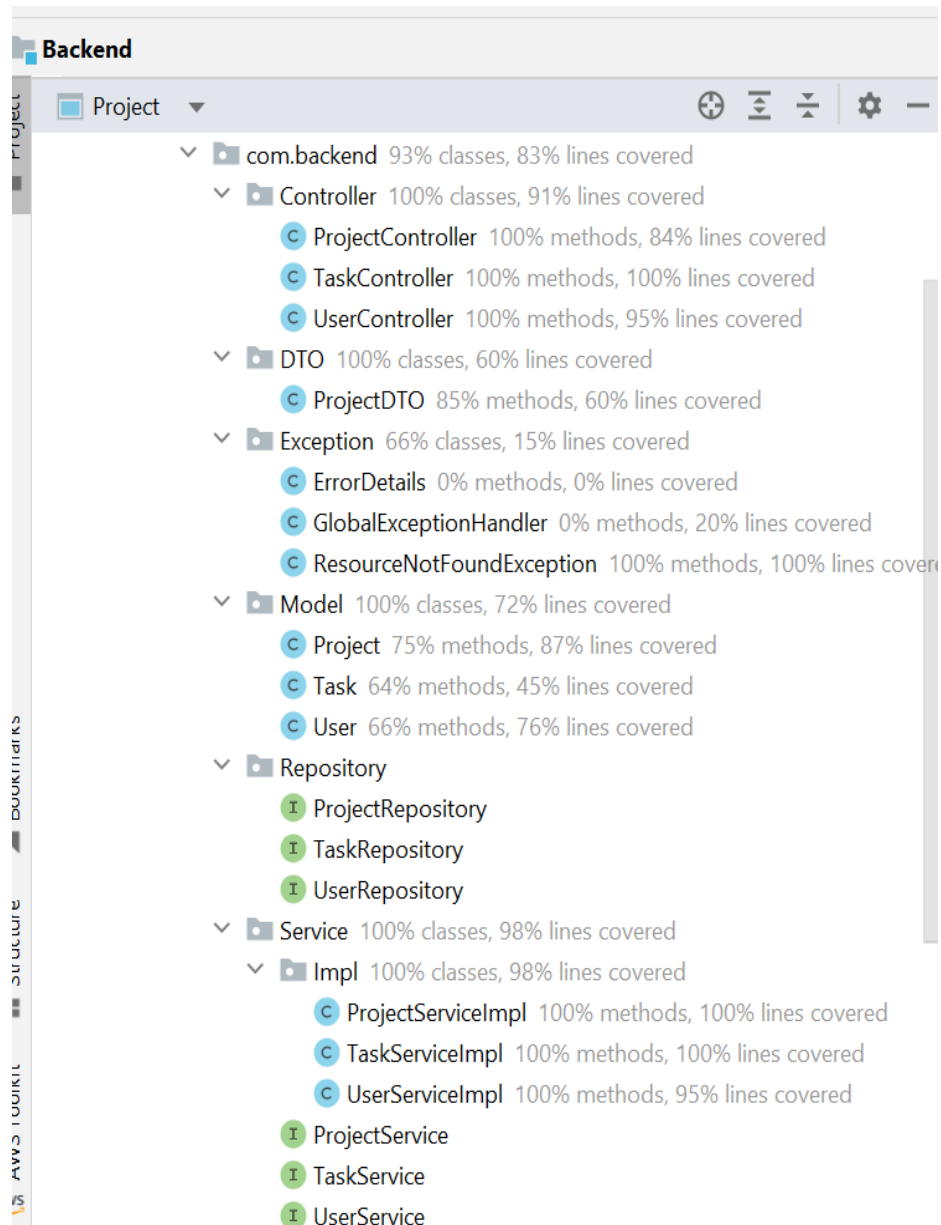 Backend
Project
Project
com.backend 93% classes, 83% lines covered
Controller 100% classes, 91% lines covered
ProjectController 100% methods, 84% lines covered
TaskController 100% methods, 100% lines covered
UserController 100% methods, 95% lines covered
DTO 100% classes, 60% lines covered
ProjectDTO 85% methods, 60% lines covered
Exception 66% classes, 15% lines covered
ErrorDetails 0% methods, 0% lines covered
GlobalExceptionHandler 0% methods, 20% lines covered
ResourceNotFoundException 100% methods, 100% lines covere
Model 100% classes, 72% lines covered
Project 75% methods, 87% lines covered
Task 64% methods, 45% lines covered
User 66% methods, 76% lines covered
Bookmarks
Repository
ProjectRepository
TaskRepository
UserRepository
Structure
Service 100% classes, 98% lines covered
Impl 100% classes, 98% lines covered
ProjectServiceImpl 100% methods, 100% lines covered
TaskServiceImpl 100% methods, 100% lines covered
UserServiceImpl 100% methods, 95% lines covered
AWS Toolkit
ProjectService
TaskService
UserService